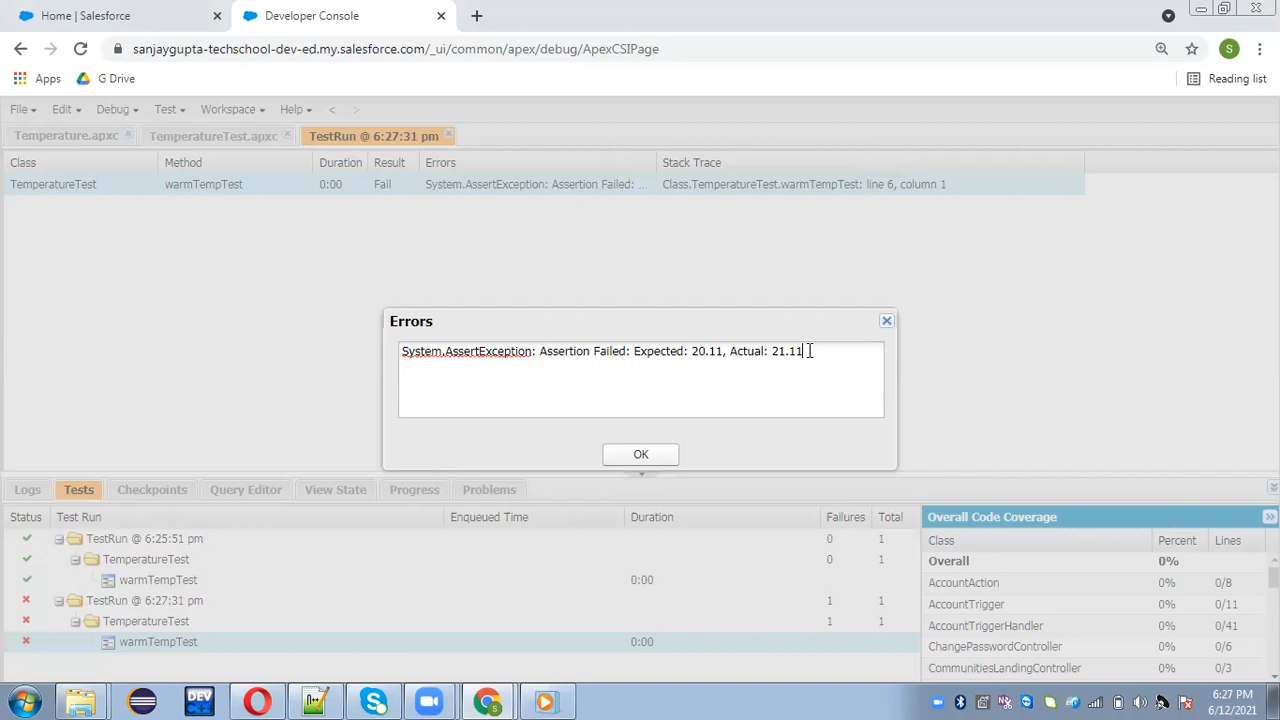 Home | Salesforce
Developer Console
sanjaygupta-techschool-dev-ed.my.salesforce.com/_ui/common/apex/debug/ApexCSIPage
S
Apps
G Drive
Reading list
File Edit Debug Test Workspace Help < >
Temperature.apxc
TemperatureTest.apxc
TestRun @ 6:27:31 pm
Class Method Duration Result Errors Stack Trace
TemperatureTest warmTempTest 0:00 Fail System.AssertException: Assertion Failed: ... Class.TemperatureTest.warmTempTest: line 6, column 1
Errors
System.AssertException: Assertion Failed: Expected: 20.11, Actual: 21.11
OK
Logs Tests Checkpoints Query Editor View State Progress Problems
Status Test Run Enqueued Time Duration Failures Total
TestRun @ 6:25:51 pm 0 1
TemperatureTest 0 1
warmTempTest 0:00
TestRun @ 6:27:31 pm 1 1
TemperatureTest 1 1
warmTempTest 0:00
Overall Code Coverage
Class Percent Lines
Overall 0%
AccountAction 0% 0/8
AccountTrigger 0% 0/11
AccountTriggerHandler 0% 0/41
ChangePasswordController 0% 0/6
CommunitiesLandingController 0% 0/3
DEV
C++
S
6:27 PM
6/12/2021